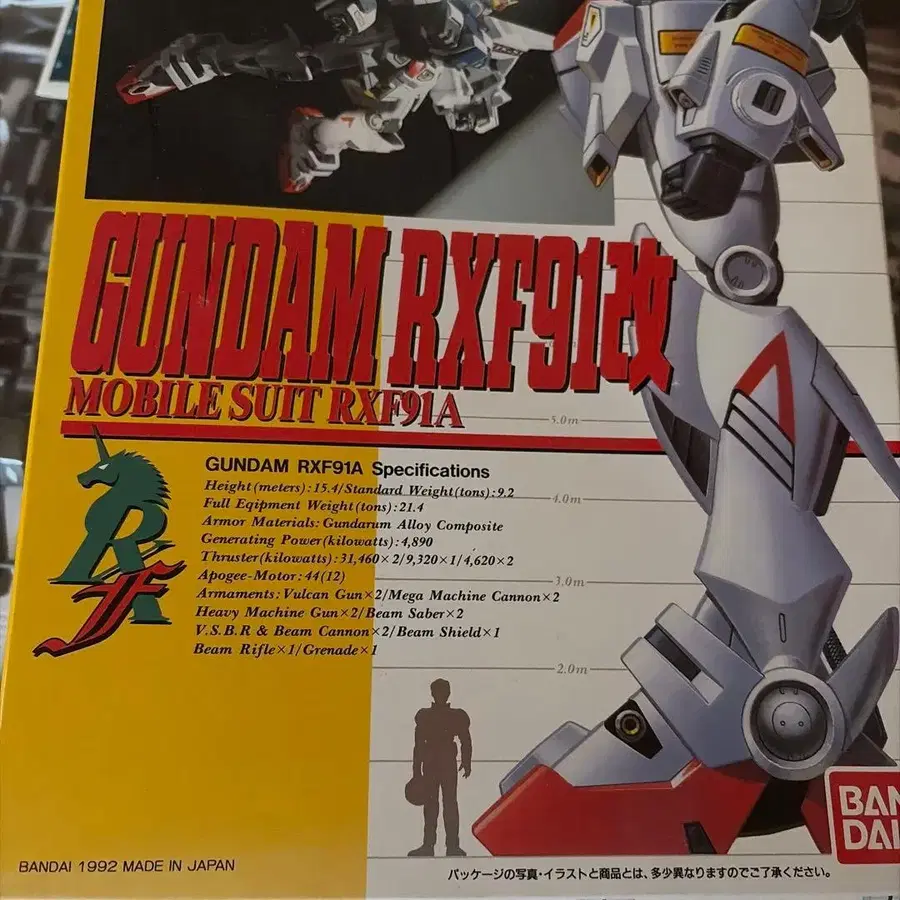 GUNDAM RXF91改
MOBILE SUIT RXF91A
5.0m
RF
GUNDAM RXF91A Specifications
Height(meters):15.4/Standard Weight(tons):9.2
Full Eqipment Weight(tons):21.4
4.0m
Armor Materials:Gundarum Alloy Composite
Generating Power(kilowatts):4,890
Thruster(kilowatts):31,460×2/9,320×1/4,620×2
Apogee-Motor:44(12)
3.0m
Armaments:Vulcan Gun×2/Mega Machine Cannon×2
Heavy Machine Gun×2/Beam Saber×2
V.S.B.R & Beam Cannon×2/Beam Shield×1
Beam Rifle×1/Grenade×1
2.0m
BAN
DAI
BANDAI 1992 MADE IN JAPAN
パッケージの写真・イラストと商品とは、多少異なりますのでご了承ください。